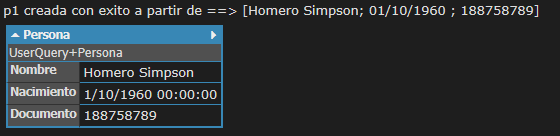 p1 creada con exito a partir de ==> [Homero Simpson; 01/10/1960 ; 188758789]
Persona
UserQuery+Persona
Nombre Homero Simpson
Nacimiento 1/10/1960 00:00:00
Documento 188758789